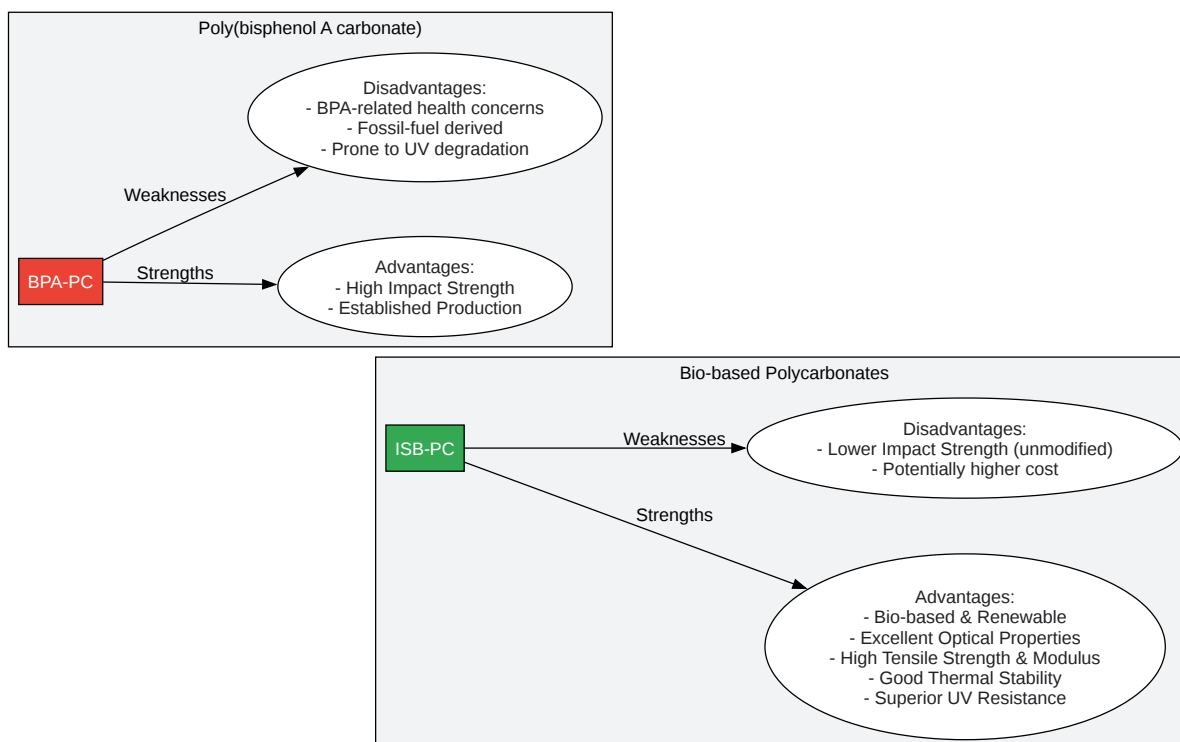 Poly(bisphenol A carbonate)
Disadvantages:
- BPA-related health concerns
- Fossil-fuel derived
- Prone to UV degradation
Weaknesses
BPA-PC
Strengths
Advantages:
- High Impact Strength
- Established Production
Bio-based Polycarbonates
ISB-PC
Weaknesses
Disadvantages:
- Lower Impact Strength (unmodified)
- Potentially higher cost
Strengths
Advantages:
- Bio-based & Renewable
- Excellent Optical Properties
- High Tensile Strength & Modulus
- Good Thermal Stability
- Superior UV Resistance